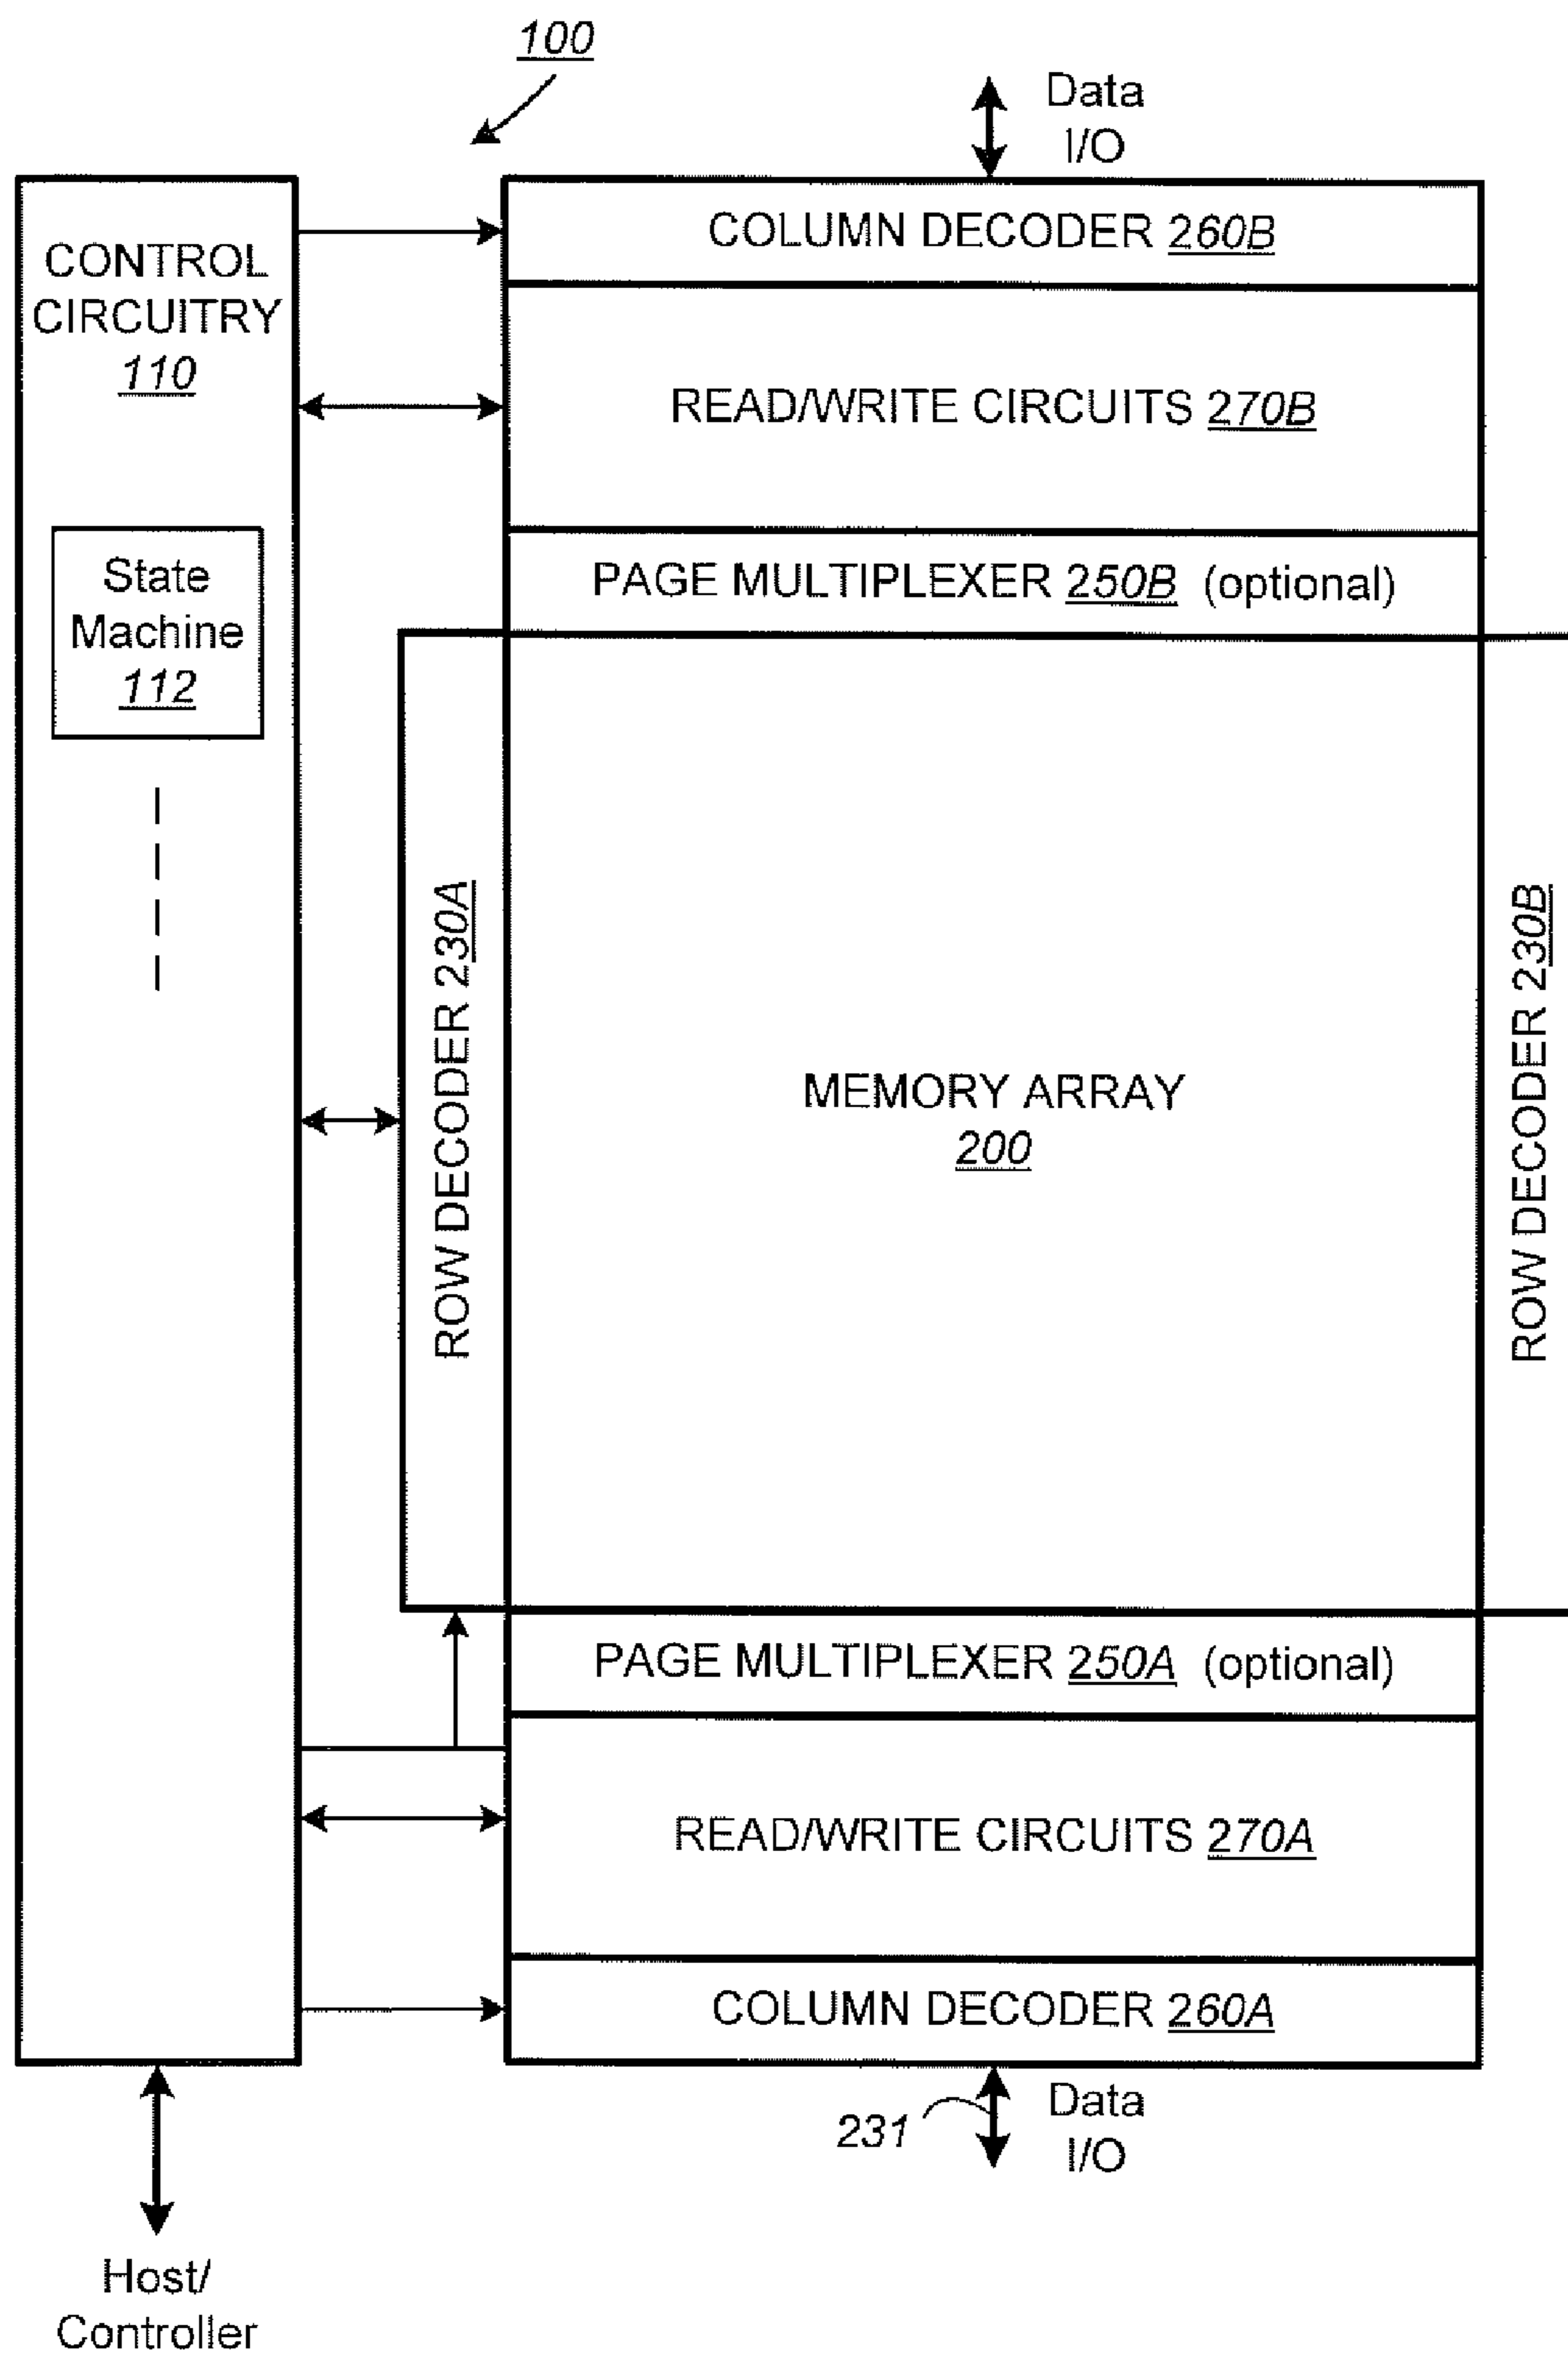 100
Data
I/O
CONTROL
CIRCUITRY
110
COLUMN DECODER 260B
READ/WRITE CIRCUITS 270B
State
Machine
112
PAGE MULTIPLEXER 250B (optional)
ROW DECODER 230A
MEMORY ARRAY
200
ROW DECODER 230B
PAGE MULTIPLEXER 250A (optional)
READ/WRITE CIRCUITS 270A
COLUMN DECODER 260A
231
Data
I/O
Host/
Controller